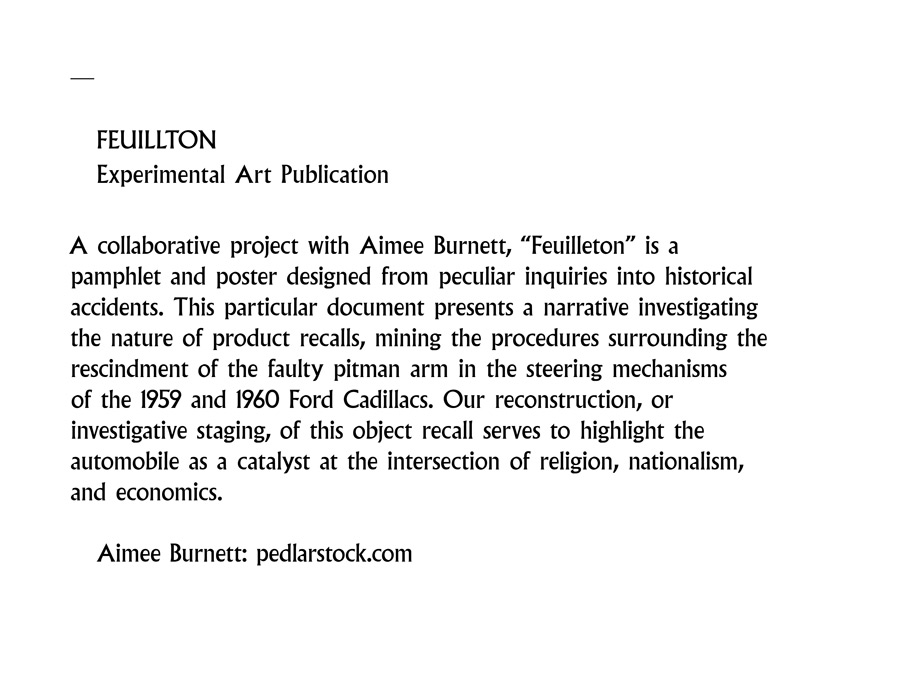 FEUILLTON
Experimental Art Publication
A collaborative project with Aimee Burnett, “Feuilleton” is a
pamphlet and poster designed from peculiar inquiries into historical
accidents. This particular document presents a narrative investigating
the nature of product recalls, mining the procedures surrounding the
rescindment of the faulty pitman arm in the steering mechanisms
of the 1959 and 1960 Ford Cadillacs. Our reconstruction, or
investigative staging, of this object recall serves to highlight the
automobile as a catalyst at the intersection of religion, nationalism,
and economics.
Aimee Burnett: pedlarstock.com